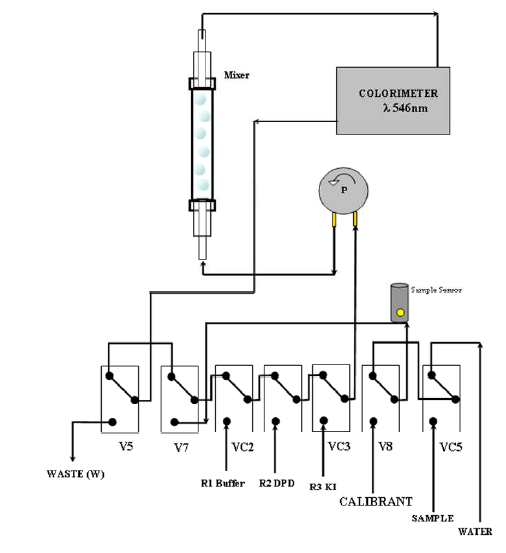 Mixer
COLORIMETER
λ 546nm
P
Sample Sensor
V5
V7
VC2
VC3
V8
VC5
WASTE (W)
R1 Buffer
R2 DPD
R3 KI
CALIBRANT
SAMPLE
WATER